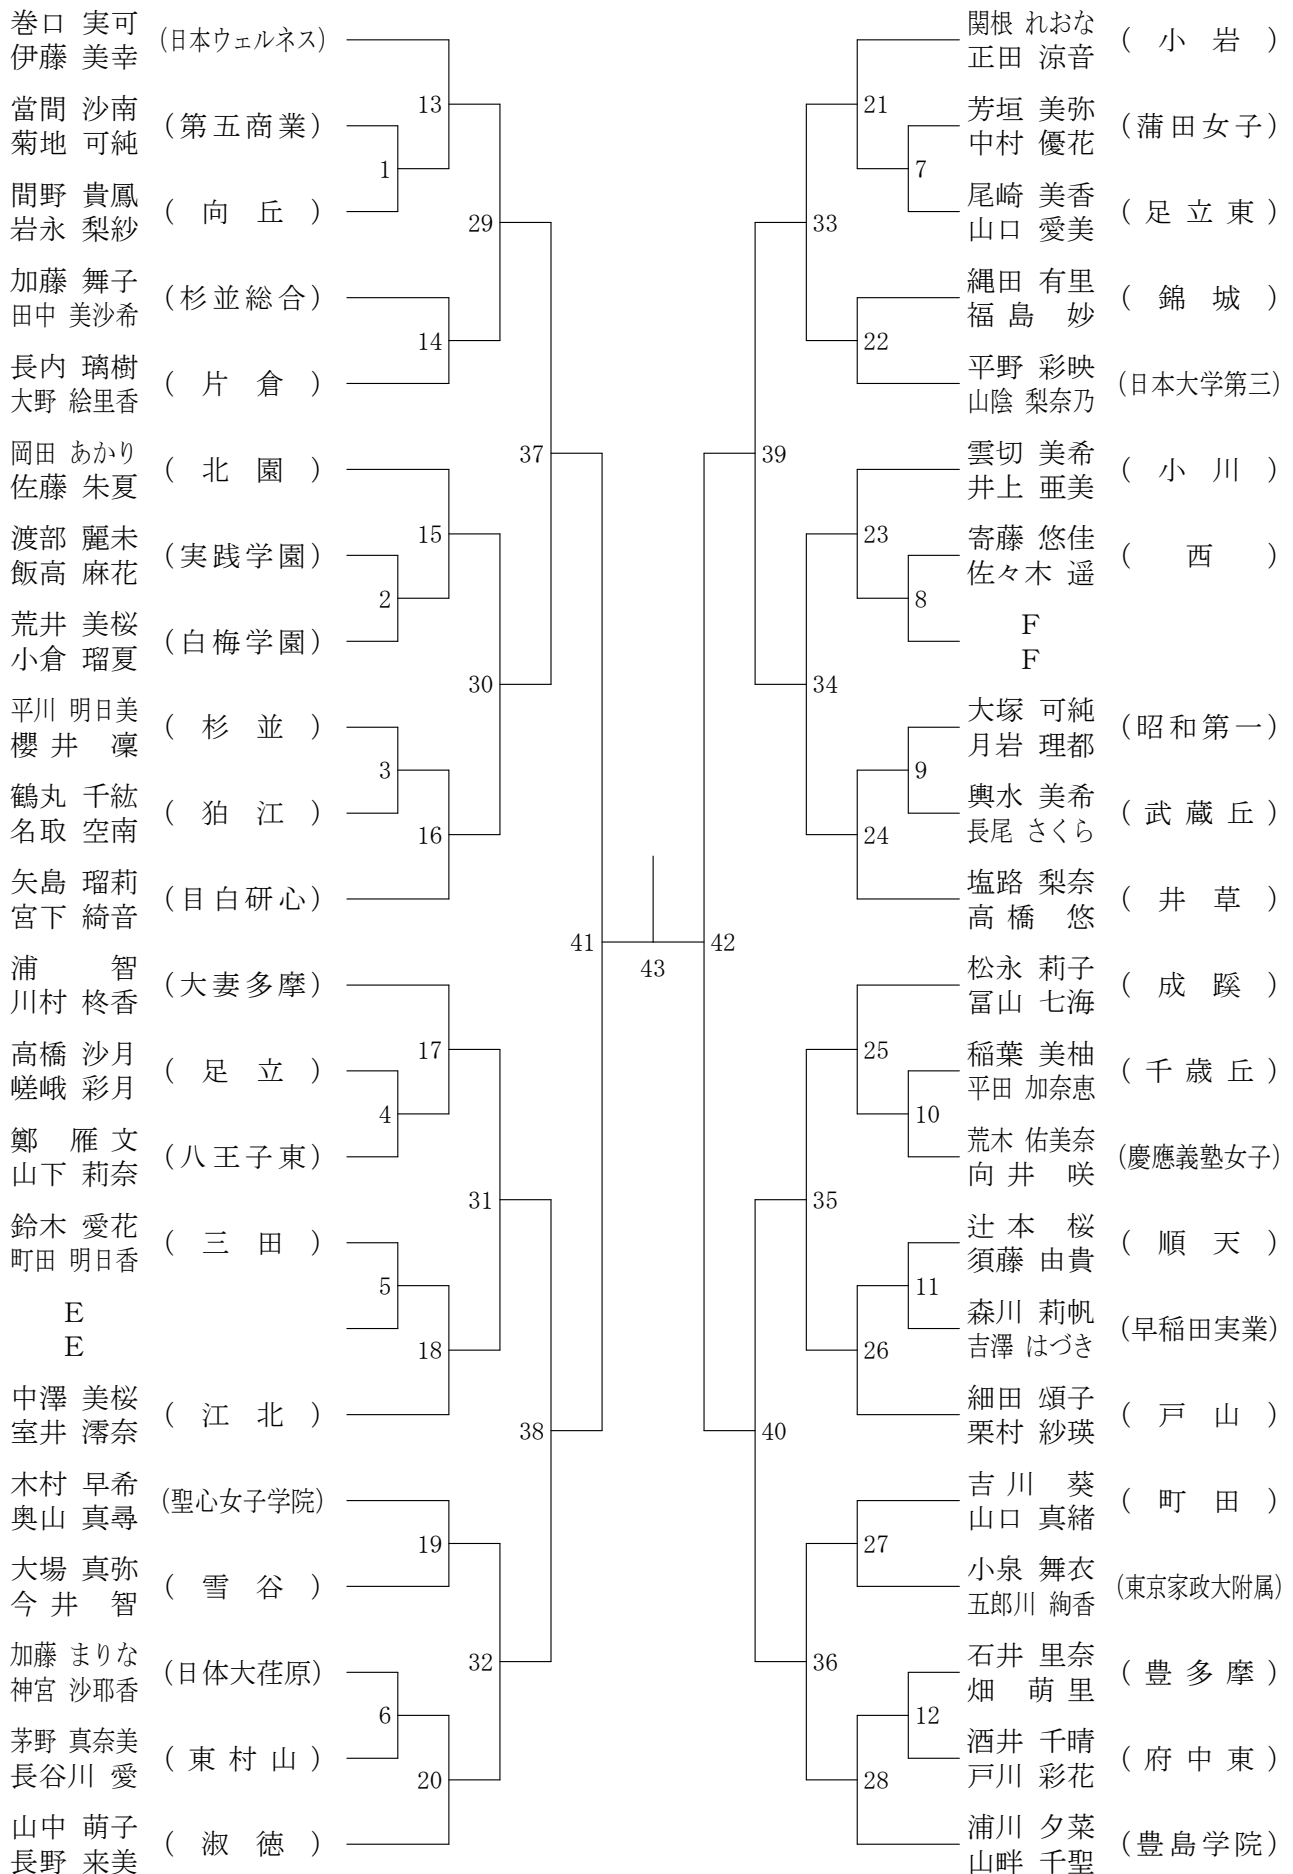 巻口 実可
伊藤 美幸
(日本ウェルネス)
當間 沙南
菊地 可純
(第五商業)
間野 貴鳳
岩永 梨紗
( 向 丘 )
加藤 舞子
田中 美沙希
(杉並総合)
長内 璃樹
大野 絵里香
( 片 倉 )
岡田 あかり
佐藤 朱夏
( 北 園 )
渡部 麗未
飯高 麻花
(実践学園)
荒井 美桜
小倉 瑠夏
(白梅学園)
平川 明日美
櫻井 凜
( 杉 並 )
鶴丸 千紘
名取 空南
( 狛 江 )
矢島 瑠莉
宮下 綺音
(目白研心)
浦 智
川村 柊香
(大妻多摩)
高橋 沙月
嵯峨 彩月
( 足 立 )
鄭 雁文
山下 莉奈
(八王子東)
鈴木 愛花
町田 明日香
( 三 田 )
E
E
中澤 美桜
室井 澪奈
( 江 北 )
木村 早希
奥山 真尋
(聖心女子学院)
大場 真弥
今井 智
( 雪 谷 )
加藤 まりな
神宮 沙耶香
(日体大荏原)
茅野 真奈美
長谷川 愛
( 東 村 山 )
山中 萌子
長野 来美
( 淑 徳 )
1
2
3
4
5
6
13
14
15
16
17
18
19
20
29
30
31
32
37
38
41
43
42
39
40
33
34
35
36
21
22
23
24
25
26
27
28
7
8
9
10
11
12
関根 れおな
正田 涼音
( 小 岩 )
芳垣 美弥
中村 優花
(蒲田女子)
尾崎 美香
山口 愛美
( 足 立 東 )
縄田 有里
福島 妙
( 錦 城 )
平野 彩映
山陰 梨奈乃
(日本大学第三)
雲切 美希
井上 亜美
( 小 川 )
寄藤 悠佳
佐々木 遥
( 西 )
F
F
大塚 可純
月岩 理都
(昭和第一)
輿水 美希
長尾 さくら
( 武 蔵 丘 )
塩路 梨奈
高橋 悠
( 井 草 )
松永 莉子
冨山 七海
( 成 蹊 )
稲葉 美柚
平田 加奈恵
( 千 歳 丘 )
荒木 佑美奈
向井 咲
(慶應義塾女子)
辻本 桜
須藤 由貴
( 順 天 )
森川 莉帆
吉澤 はづき
(早稲田実業)
細田 頌子
栗村 紗瑛
( 戸 山 )
吉川 葵
山口 真緒
( 町 田 )
小泉 舞衣
五郎川 絢香
(東京家政大附属)
石井 里奈
畑 萌里
( 豊 多 摩 )
酒井 千晴
戸川 彩花
( 府 中 東 )
浦川 夕菜
山畔 千聖
(豊島学院)